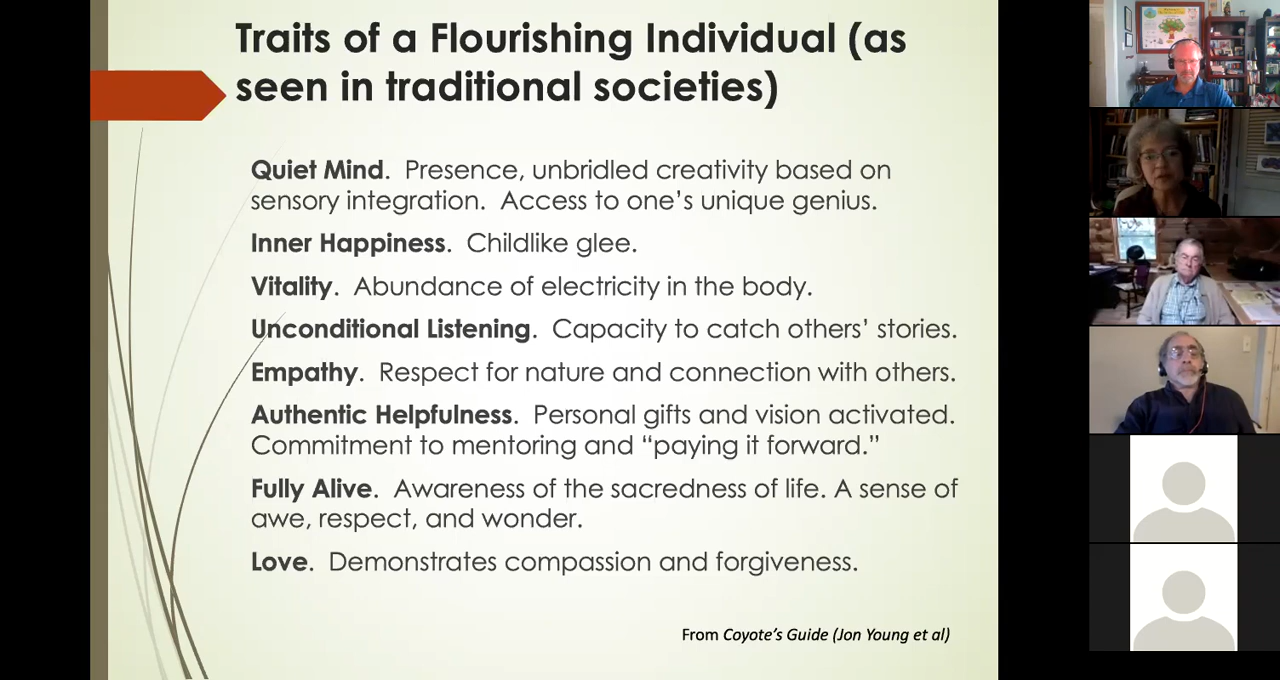 Traits of a Flourishing Individual (as
seen in traditional societies)
Quiet Mind.  Presence, unbridled creativity based on
sensory integration.  Access to one’s unique genius.
Inner Happiness.  Childlike glee.
Vitality.  Abundance of electricity in the body.
Unconditional Listening.  Capacity to catch others’ stories.
Empathy.  Respect for nature and connection with others.
Authentic Helpfulness.  Personal gifts and vision activated.
Commitment to mentoring and “paying it forward.”
Fully Alive.  Awareness of the sacredness of life. A sense of
awe, respect, and wonder.
Love.  Demonstrates compassion and forgiveness.
From Coyote’s Guide (Jon Young et al)